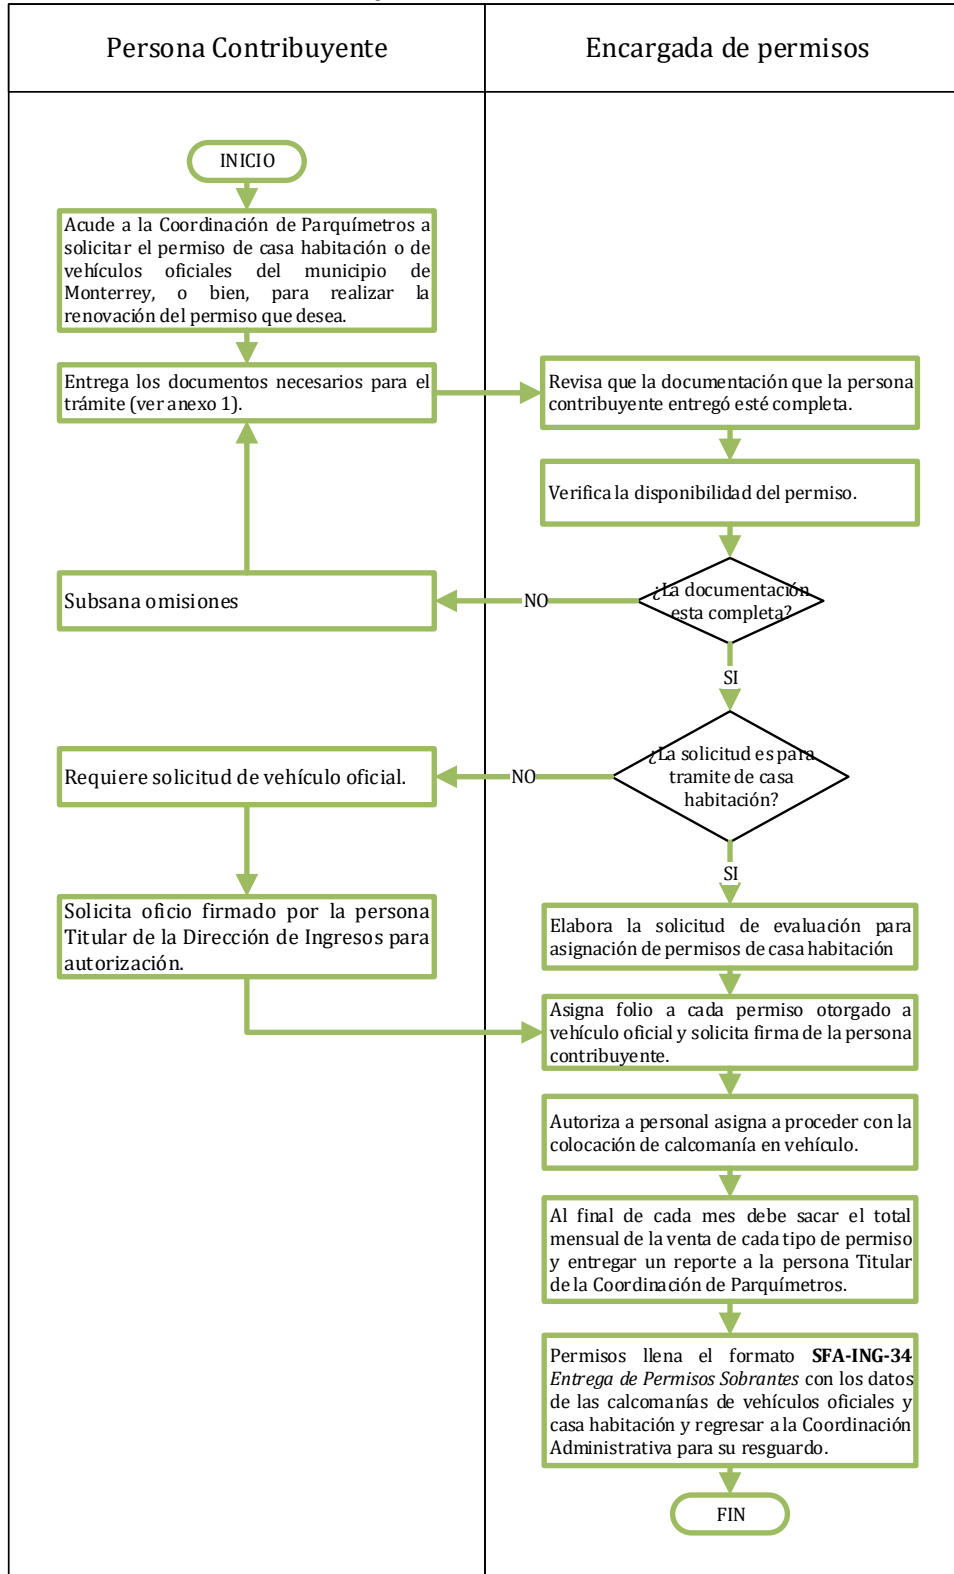 Persona Contribuyente
Encargada de permisos
INICIO
Acude a la Coordinación de Parquímetros a
solicitar el permiso de casa habitación o de
vehículos oficiales del municipio de
Monterrey, o bien, para realizar la
renovación del permiso que desea.
Entrega los documentos necesarios para el
trámite (ver anexo 1).
Revisa que la documentación que la persona
contribuyente entregó esté completa.
Verifica la disponibilidad del permiso.
¿La documentación
esta completa?
NO
Subsana omisiones
SI
¿La solicitud es para
tramite de casa
habitación?
NO
Requiere solicitud de vehículo oficial.
SI
Solicita oficio firmado por la persona
Titular de la Dirección de Ingresos para
autorización.
Elabora la solicitud de evaluación para
asignación de permisos de casa habitación
Asigna folio a cada permiso otorgado a
vehículo oficial y solicita firma de la persona
contribuyente.
Autoriza a personal asigna a proceder con la
colocación de calcomanía en vehículo.
Al final de cada mes debe sacar el total
mensual de la venta de cada tipo de permiso
y entregar un reporte a la persona Titular
de la Coordinación de Parquímetros.
Permisos llena el formato SFA-ING-34
Entrega de Permisos Sobrantes con los datos
de las calcomanías de vehículos oficiales y
casa habitación y regresar a la Coordinación
Administrativa para su resguardo.
FIN